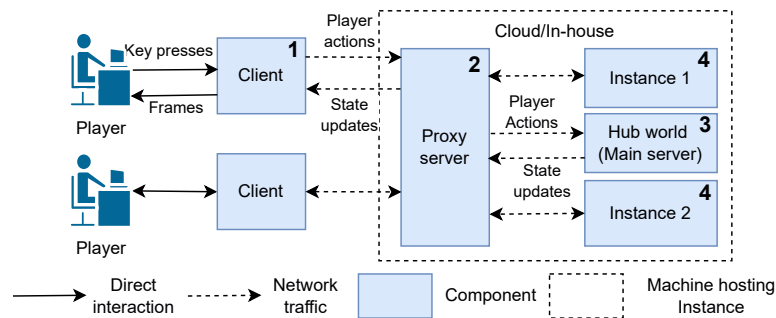 Cloud/In-house
Key presses
1
Player
actions
Client
2
4
Instance 1
Frames
State
updates
Player
Proxy
server
Player
Actions
3
Hub world
(Main server)
State
updates
Client
4
Instance 2
Player
Direct
interaction
Network
traffic
Component
Machine hosting
Instance